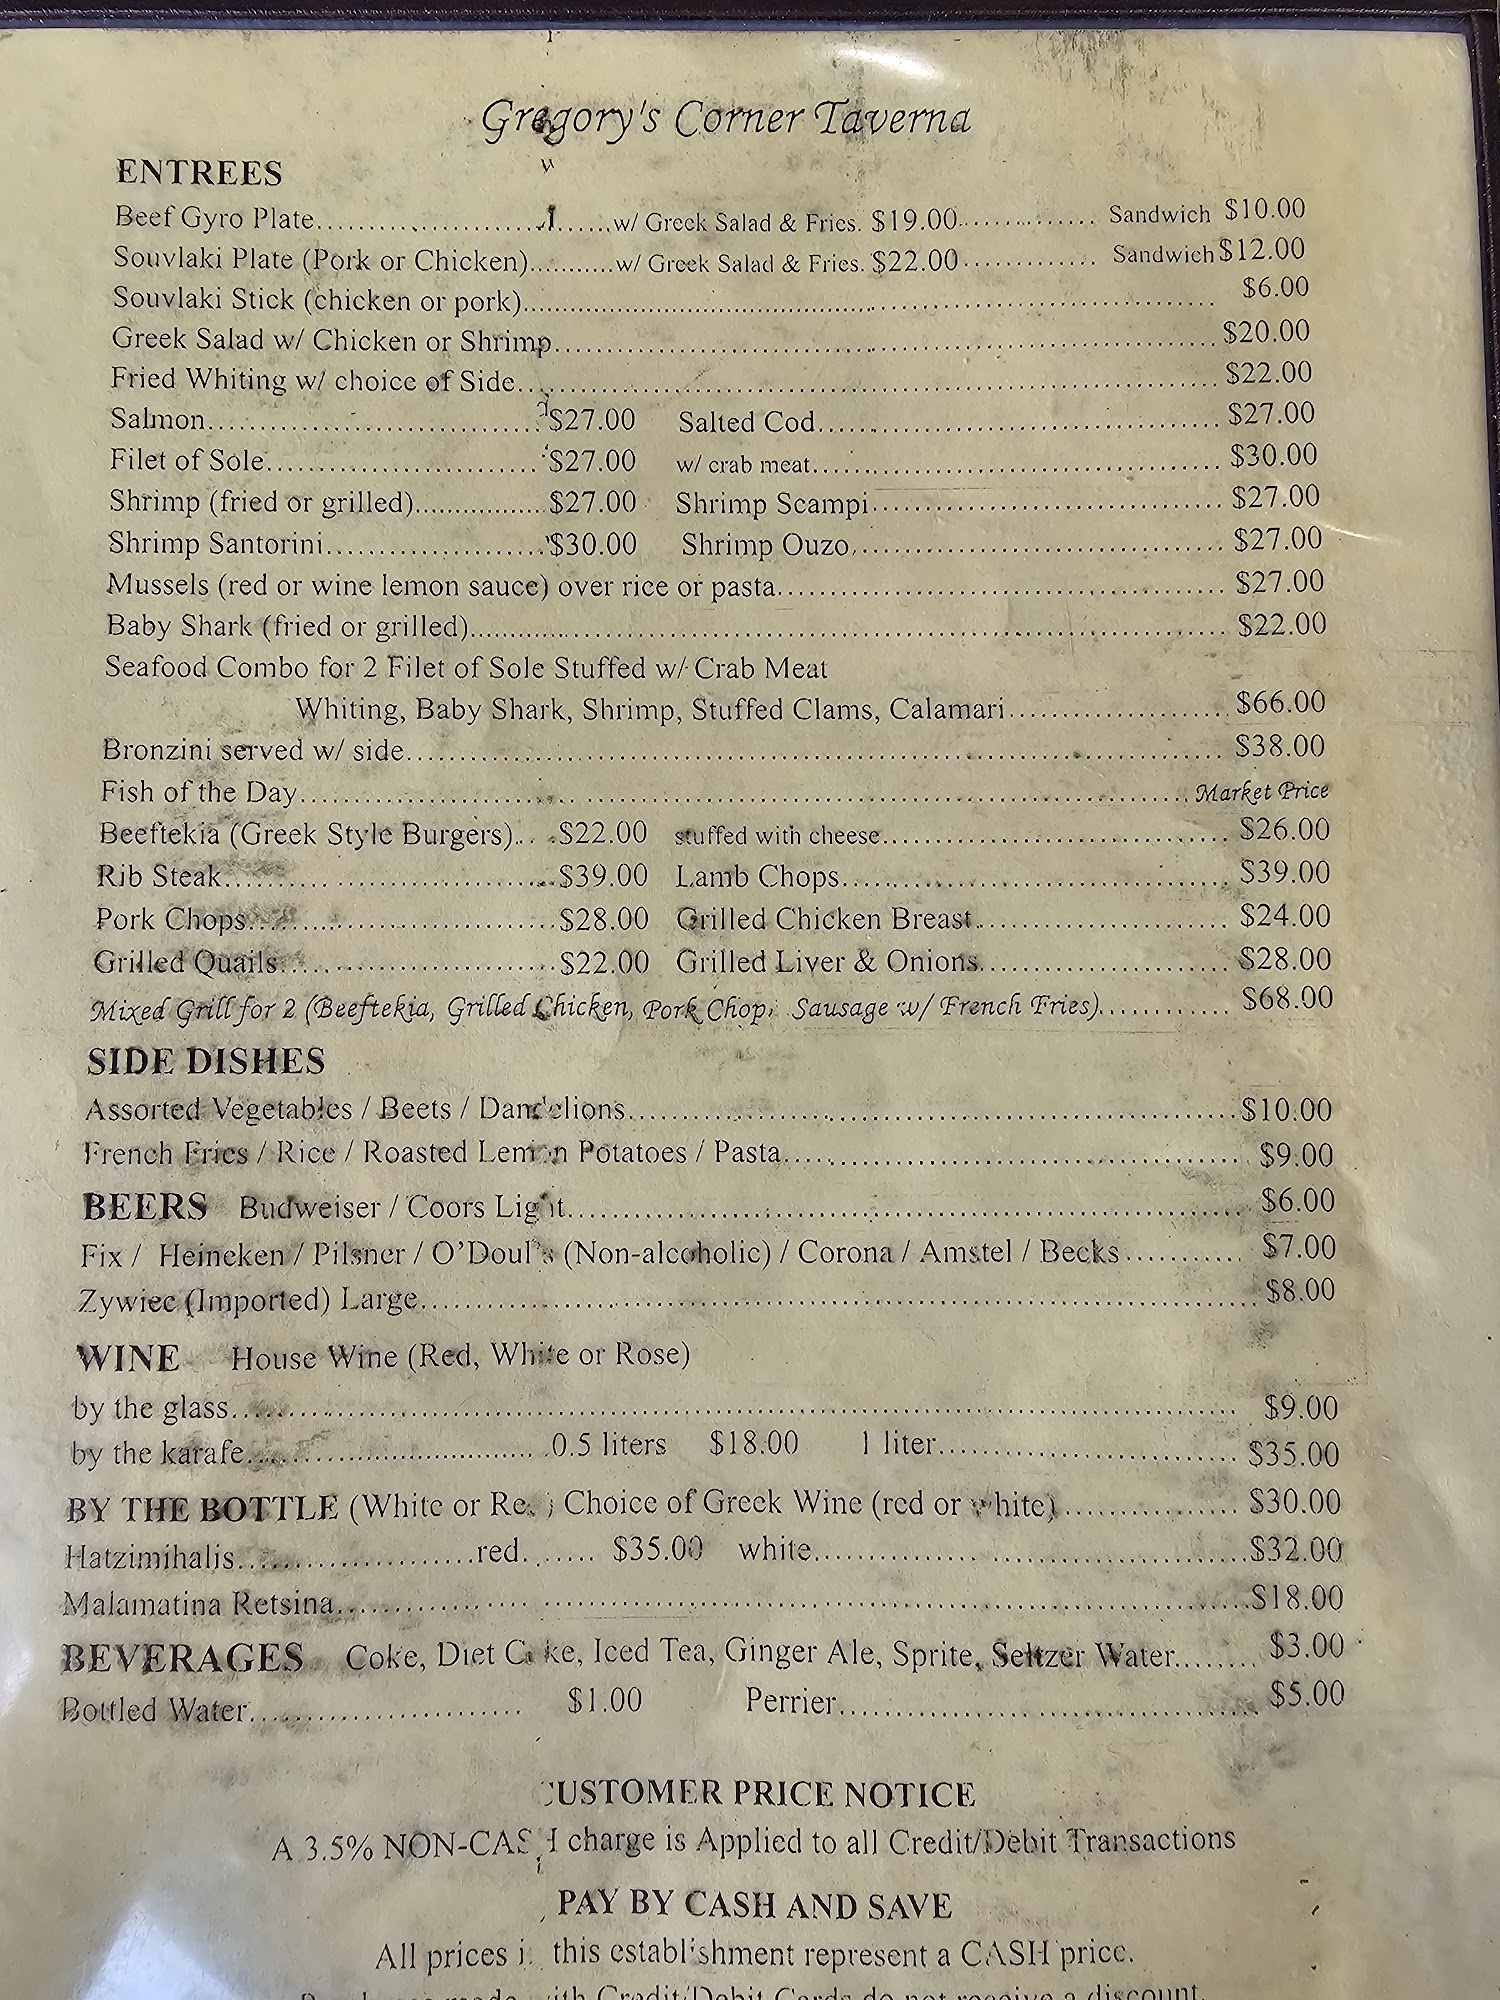 Gregory's Corner Taverna
ENTREES
Beef Gyro Plate..........w/ Greek Salad & Fries. $19.00.......... Sandwich $10.00
Souvlaki Plate (Pork or Chicken)..........w/ Greek Salad & Fries. $22.00.......... Sandwich $12.00
Souvlaki Stick (chicken or pork).......... $6.00
Greek Salad w/ Chicken or Shrimp.......... $20.00
Fried Whiting w/ choice of Side.......... $22.00
Salmon..........$27.00 Salted Cod.......... $27.00
Filet of Sole..........$27.00 w/ crab meat.......... $30.00
Shrimp (fried or grilled)..........$27.00 Shrimp Scampi.......... $27.00
Shrimp Santorini..........$30.00 Shrimp Ouzo.......... $27.00
Mussels (red or wine lemon sauce) over rice or pasta.......... $27.00
Baby Shark (fried or grilled).......... $22.00
Seafood Combo for 2 Filet of Sole Stuffed w/ Crab Meat
Whiting, Baby Shark, Shrimp, Stuffed Clams, Calamari.......... $66.00
Bronzini served w/ side.......... $38.00
Fish of the Day.......... Market Price
Beeftekia (Greek Style Burgers)... $22.00 stuffed with cheese.......... $26.00
Rib Steak..........$39.00 Lamb Chops.......... $39.00
Pork Chops..........$28.00 Grilled Chicken Breast.......... $24.00
Grilled Quails..........$22.00 Grilled Liver & Onions.......... $28.00
Mixed Grill for 2 (Beeftekia, Grilled Chicken, Pork Chop, Sausage w/ French Fries).......... $68.00
SIDE DISHES
Assorted Vegetables / Beets / Dandelions..........$10.00
French Fries / Rice / Roasted Lemon Potatoes / Pasta.......... $9.00
BEERS Budweiser / Coors Light.......... $6.00
Fix / Heineken / Pilsner / O'Doul's (Non-alcoholic) / Corona / Amstel / Becks.......... $7.00
Zywiec (Imported) Large.......... $8.00
WINE House Wine (Red, White or Rose)
by the glass.......... $9.00
by the karafe..........0.5 liters $18.00 1 liter.......... $35.00
BY THE BOTTLE (White or Red) Choice of Greek Wine (red or white).......... $30.00
Hatzimihalis..........red....... $35.00 white..........$32.00
Malamatina Retsina..........$18.00
BEVERAGES Coke, Diet Coke, Iced Tea, Ginger Ale, Sprite, Seltzer Water........ $3.00
Bottled Water.......... $1.00 Perrier.......... $5.00
CUSTOMER PRICE NOTICE
A 3.5% NON-CASH charge is Applied to all Credit/Debit Transactions
PAY BY CASH AND SAVE
All prices in this establishment represent a CASH price.
with Credit/Debit Cards do not receive a discount.